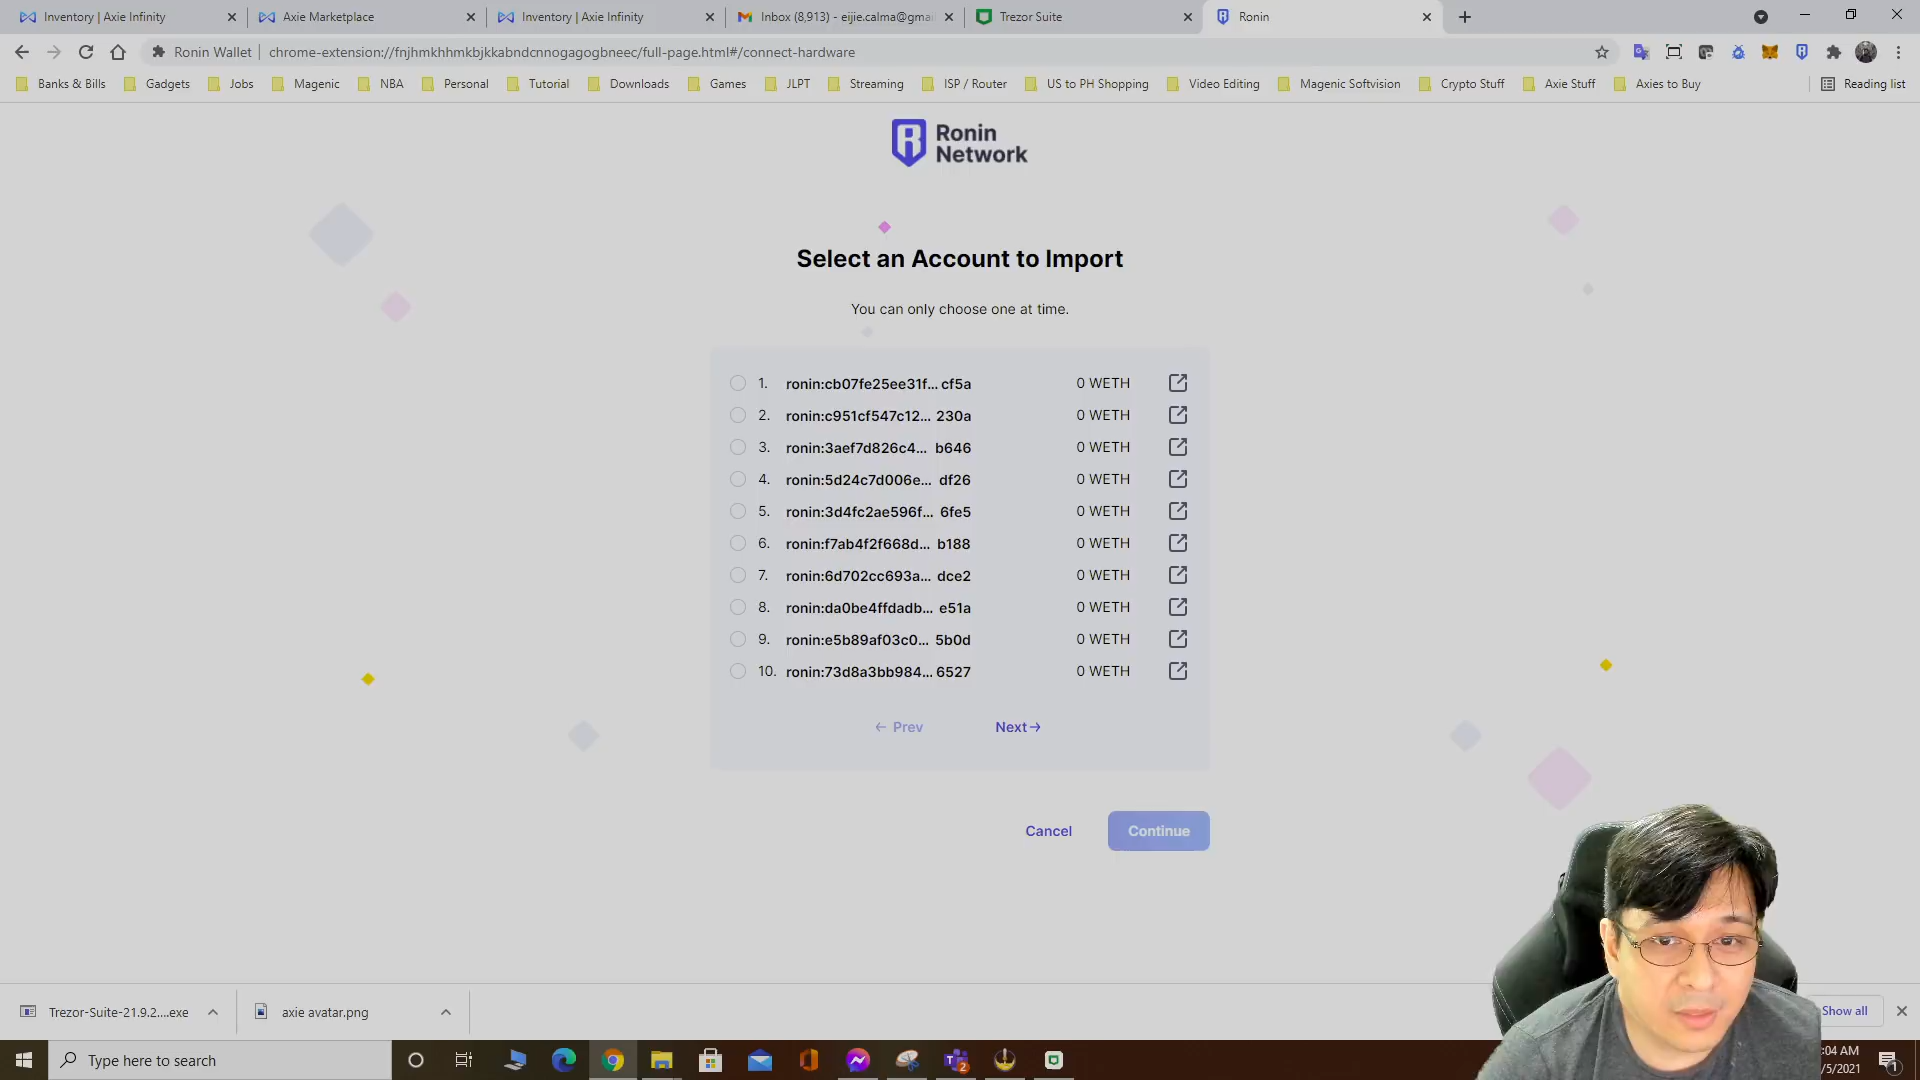 Inventory | Axie Infinity
Axie Marketplace
Inventory | Axie Infinity
Inbox (8,913) - eijie.calma@gmai
Trezor Suite
Ronin
Ronin Wallet
chrome-extension://fnjhmkhhmkbjkkabndcnnogagogbneec/full-page.html#/connect-hardware
Banks & Bills
Gadgets
Jobs
Magenic
NBA
Personal
Tutorial
Downloads
Games
JLPT
Streaming
ISP / Router
US to PH Shopping
Video Editing
Magenic Softvision
Crypto Stuff
Axie Stuff
Axies to Buy
Reading list
Ronin
Network
Select an Account to Import
You can only choose one at time.
1. ronin:cb07fe25ee31f... cf5a 0 WETH
2. ronin:c951cf547c12... 230a 0 WETH
3. ronin:3aef7d826c4... b646 0 WETH
4. ronin:5d24c7d006e... df26 0 WETH
5. ronin:3d4fc2ae596f... 6fe5 0 WETH
6. ronin:f7ab4f2f668d... b188 0 WETH
7. ronin:6d702cc693a... dce2 0 WETH
8. ronin:da0be4ffdadb... e51a 0 WETH
9. ronin:e5b89af03c0... 5b0d 0 WETH
10. ronin:73d8a3bb984... 6527 0 WETH
← Prev
Next→
Cancel
Continue
Trezor-Suite-21.9.2....exe
axie avatar.png
Show all
Type here to search
2
:04 AM
/5/2021
1